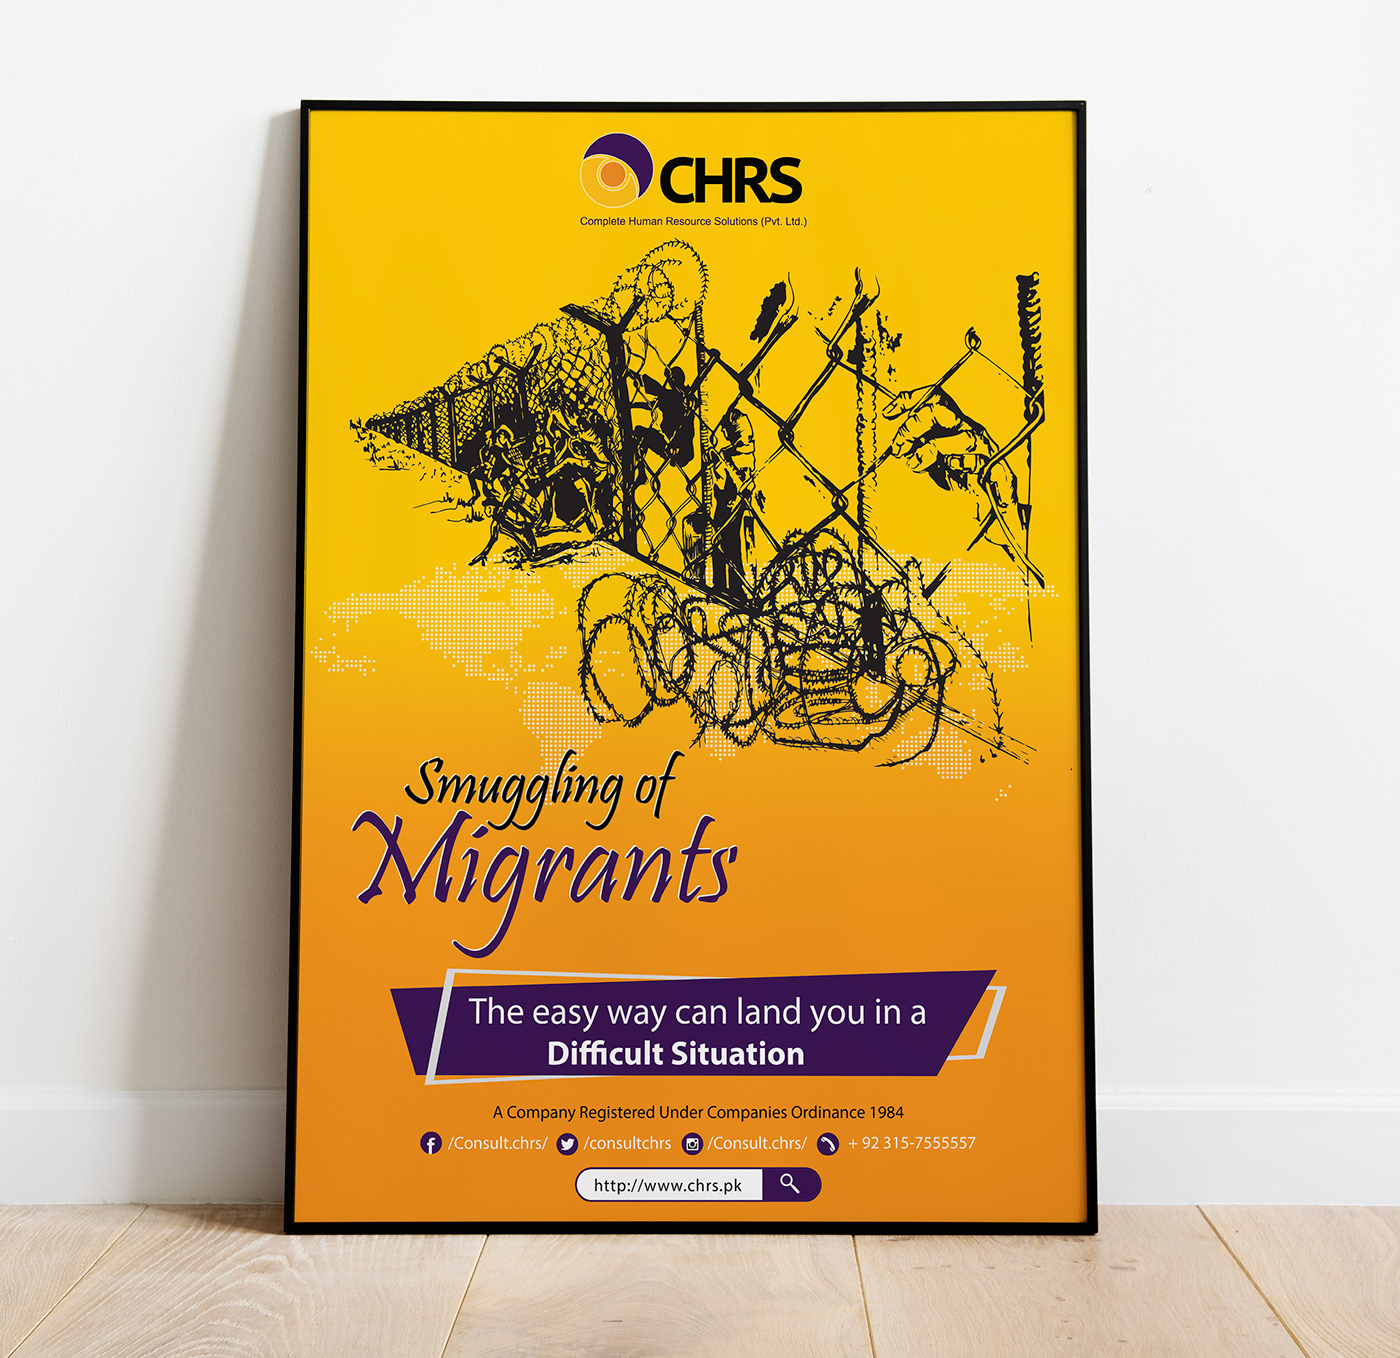 CHRS
Complete Human Resource Solutions (Pvt. Ltd.)
Smuggling of
Migrants
The easy way can land you in a
Difficult Situation
A Company Registered Under Companies Ordinance 1984
/Consult.chrs/ /consultchrs /Consult.chrs/ + 92 315-7555557
http://www.chrs.pk